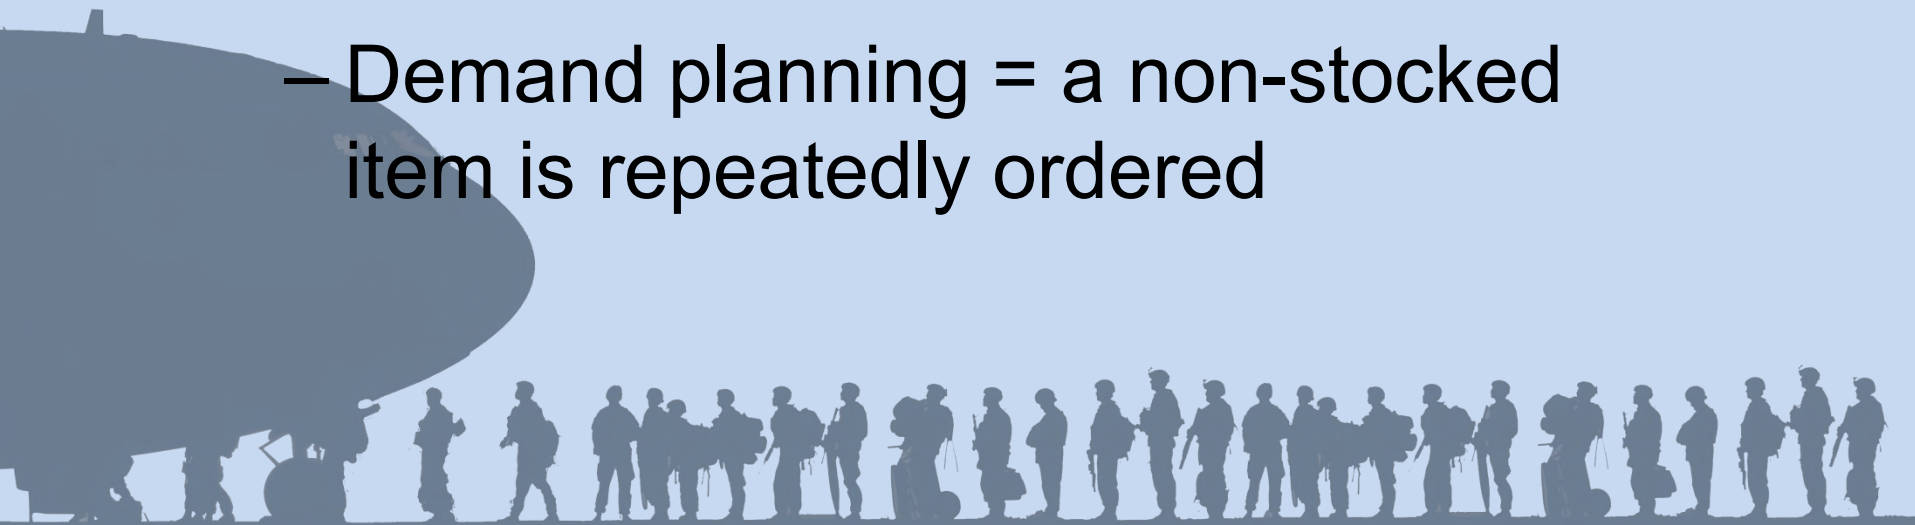 – Demand planning = a non-stocked
item is repeatedly ordered